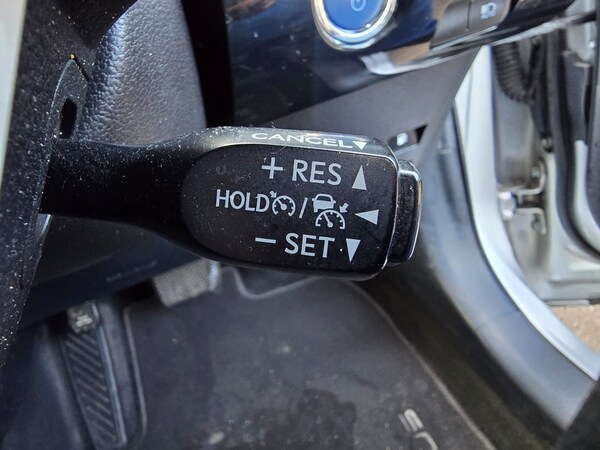 CANCEL
+ RES
HOLD /
− SET